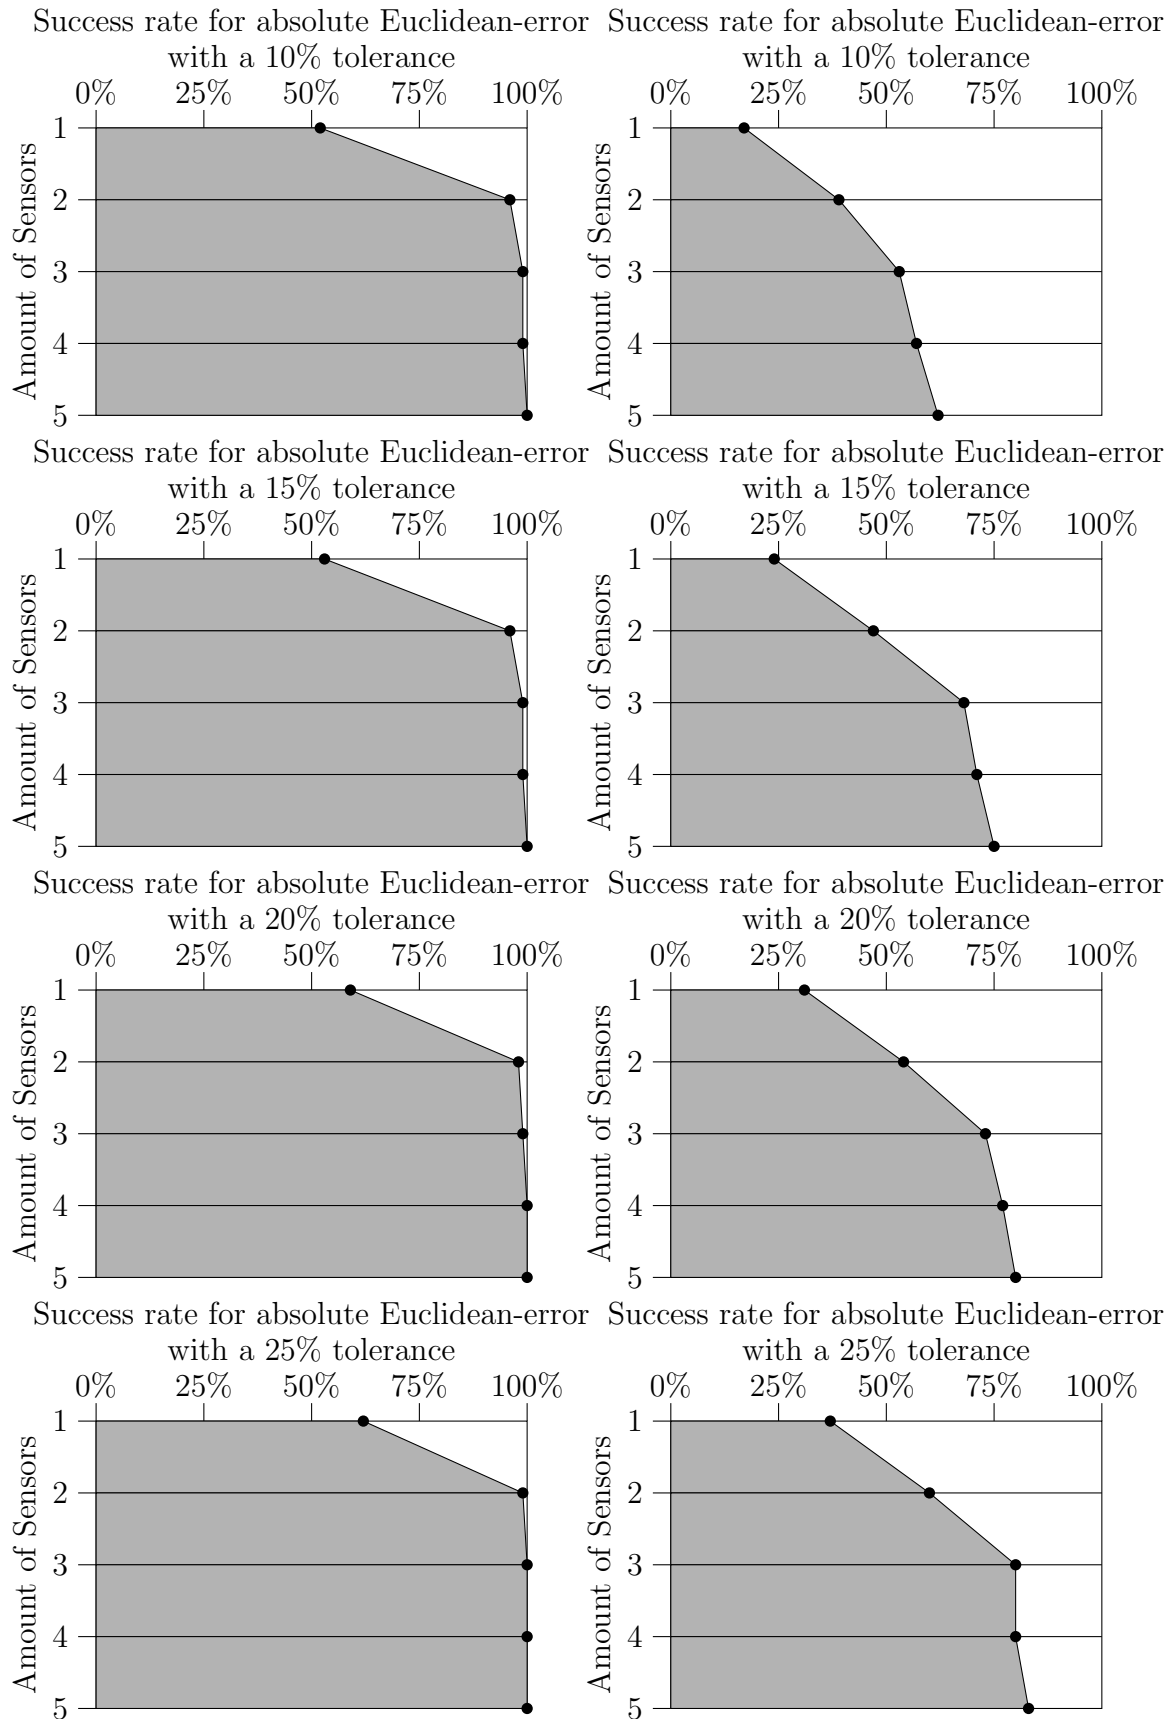 Success rate for absolute Euclidean-error
with a 10% tolerance
0% 25% 50% 75% 100%
1
2
3
4
5
Amount of Sensors
Success rate for absolute Euclidean-error
with a 10% tolerance
0% 25% 50% 75% 100%
1
2
3
4
5
Amount of Sensors
Success rate for absolute Euclidean-error
with a 15% tolerance
0% 25% 50% 75% 100%
1
2
3
4
5
Amount of Sensors
Success rate for absolute Euclidean-error
with a 15% tolerance
0% 25% 50% 75% 100%
1
2
3
4
5
Amount of Sensors
Success rate for absolute Euclidean-error
with a 20% tolerance
0% 25% 50% 75% 100%
1
2
3
4
5
Amount of Sensors
Success rate for absolute Euclidean-error
with a 20% tolerance
0% 25% 50% 75% 100%
1
2
3
4
5
Amount of Sensors
Success rate for absolute Euclidean-error
with a 25% tolerance
0% 25% 50% 75% 100%
1
2
3
4
5
Amount of Sensors
Success rate for absolute Euclidean-error
with a 25% tolerance
0% 25% 50% 75% 100%
1
2
3
4
5
Amount of Sensors